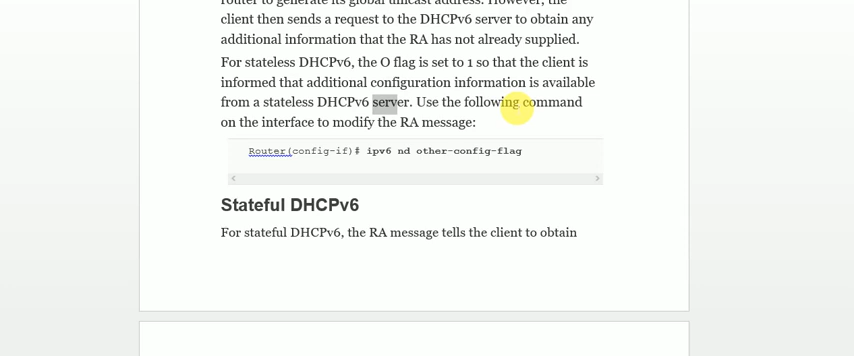 router to generate its global unicast address. However, the
client then sends a request to the DHCPv6 server to obtain any
additional information that the RA has not already supplied.
For stateless DHCPv6, the O flag is set to 1 so that the client is
informed that additional configuration information is available
from a stateless DHCPv6 server. Use the following command
on the interface to modify the RA message:
Router(config-if)# ipv6 nd other-config-flag
Stateful DHCPv6
For stateful DHCPv6, the RA message tells the client to obtain